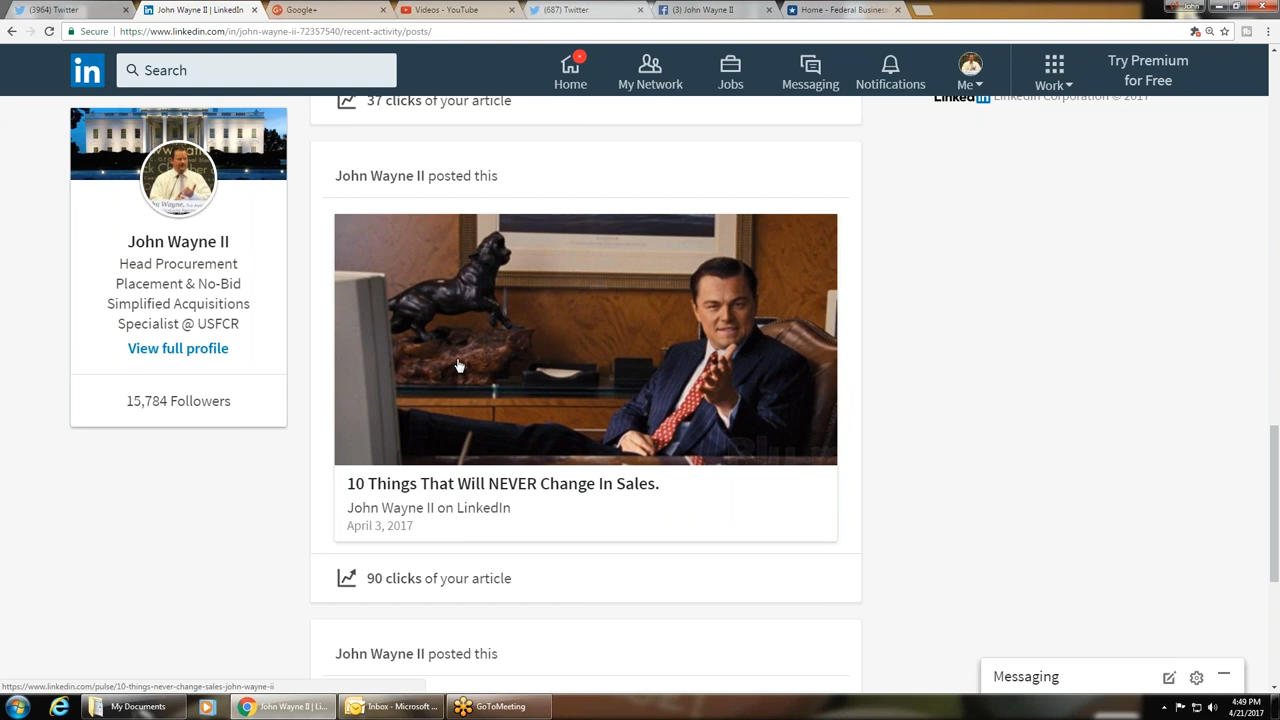 (3964) Twitter
John Wayne II | LinkedIn
Google+
Videos - YouTube
(687) Twitter
(3) John Wayne II
Home - Federal Busines
John
Secure
https://www.linkedin.com/in/john-wayne-ii-72357540/recent-activity/posts/
in
Search
Home
My Network
Jobs
Messaging
Notifications
Me
Work
Try Premium
for Free
37 clicks of your article
LinkedIn LinkedIn Corporation © 2017
John Wayne II
Head Procurement
Placement & No-Bid
Simplified Acquisitions
Specialist @ USFCR
View full profile
15,784 Followers
John Wayne II posted this
10 Things That Will NEVER Change In Sales.
John Wayne II on LinkedIn
April 3, 2017
90 clicks of your article
John Wayne II posted this
Messaging
https://www.linkedin.com/pulse/10-things-never-change-sales-john-wayne-ii
My Documents
John Wayne II | Li...
Inbox - Microsoft ...
GoToMeeting
4:49 PM
4/21/2017